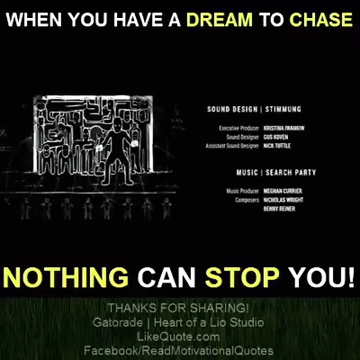 WHEN YOU HAVE A DREAM TO CHASE
SOUND DESIGN | STIMMUNG
Executive Producer KRISTINA IWANKIW
Sound Designer GUS KOVEN
Assistant Sound Designer NICK TUTTLE
MUSIC | SEARCH PARTY
Music Producer MEGHAN CURRIER
Composers NICHOLAS WRIGHT
BENNY REINER
NOTHING CAN STOP YOU!
THANKS FOR SHARING!
Gatorade | Heart of a Lio Studio
LikeQuote.com
Facebook/ReadMotivationalQuotes